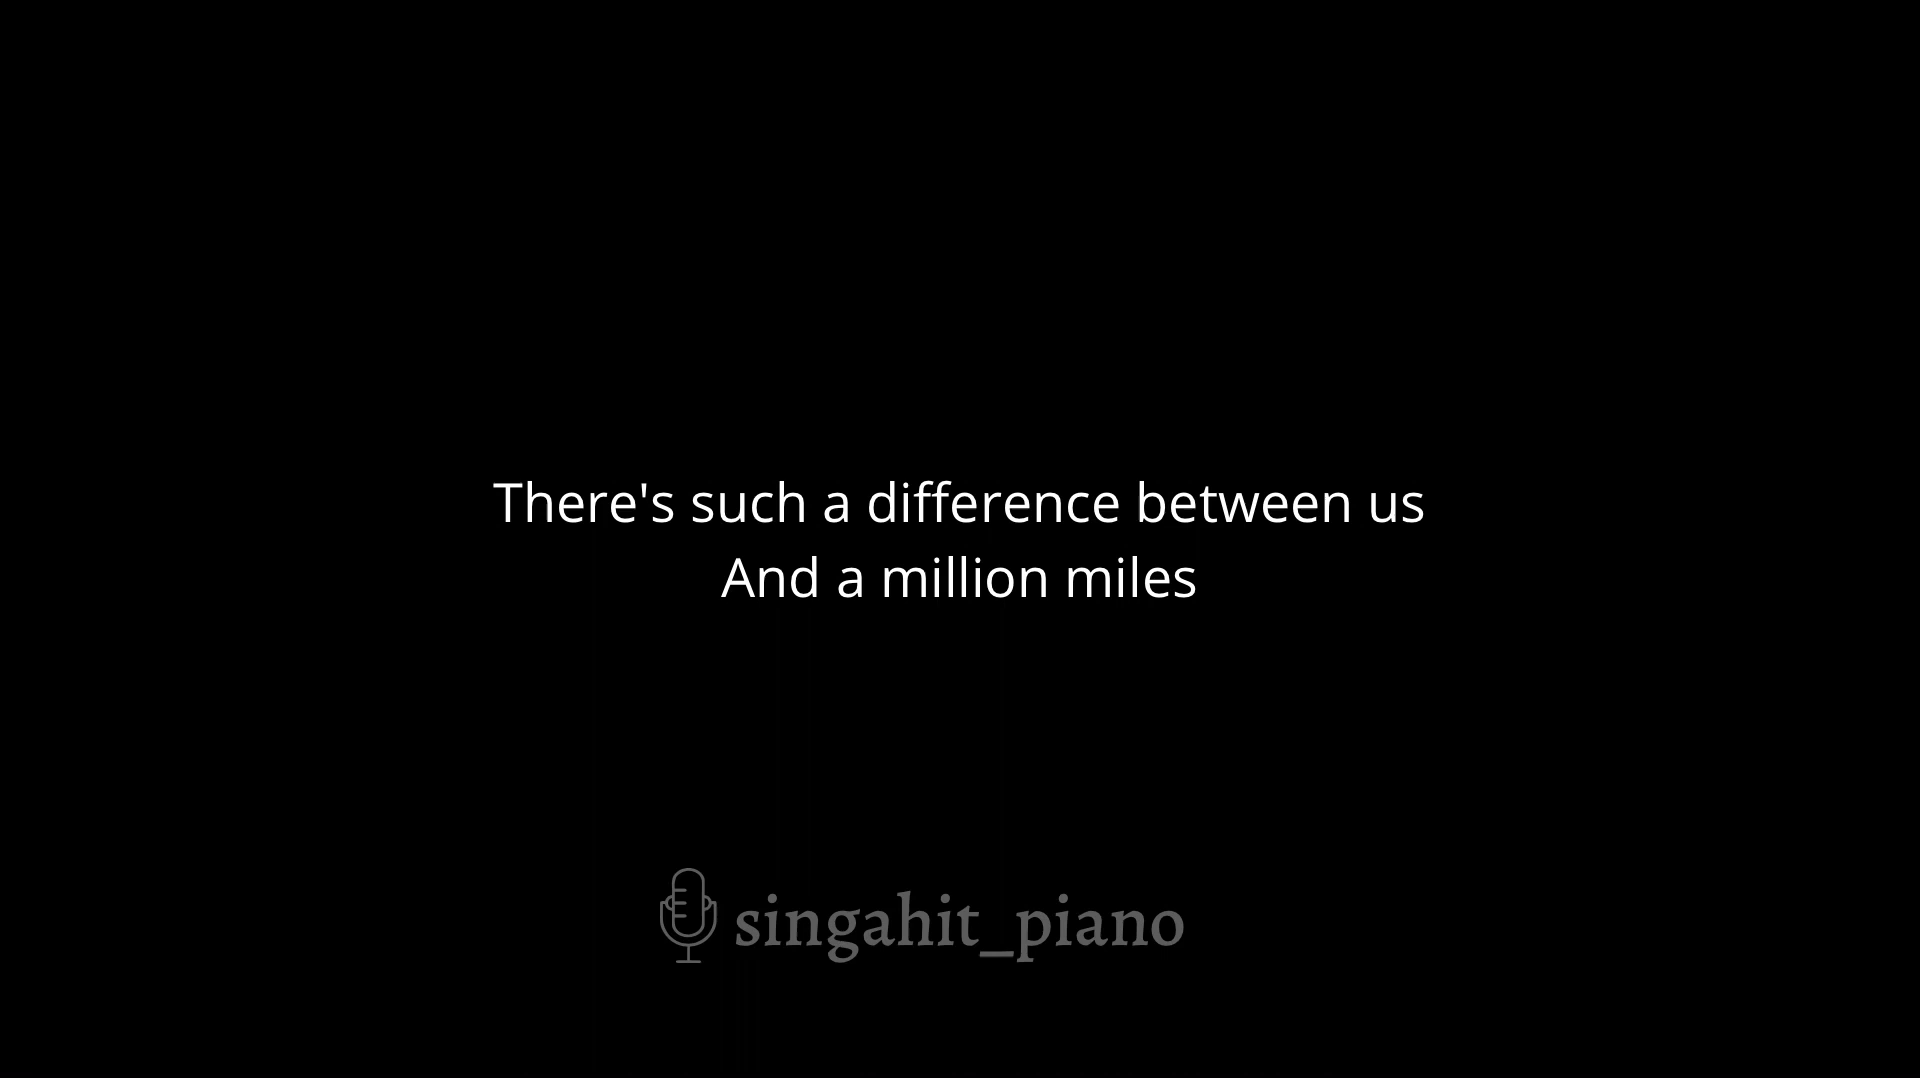 There's such a difference between us
And a million miles
singahit_piano